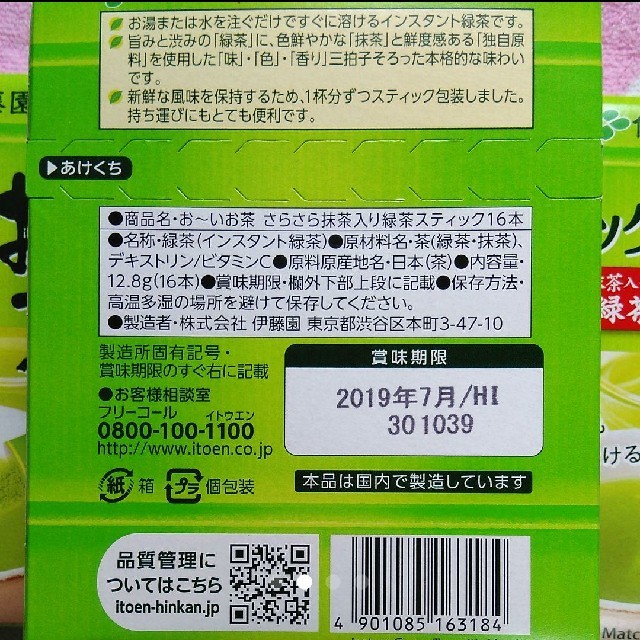 お湯または水を注ぐだけですぐに溶けるインスタント緑茶です。
旨みと渋みの「緑茶」に、色鮮やかな「抹茶」と鮮度感ある「独自原
料」を使用した「味」・「色」・「香り」三拍子そろった本格的な味わい
です。
新鮮な風味を保持するため、1杯分ずつスティック包装しました。
持ち運びにもとても便利です。
▶あけくち
●商品名・お〜いお茶 さらさら抹茶入り緑茶スティック16本
●名称・緑茶(インスタント緑茶)●原材料名・茶(緑茶・抹茶)、
デキストリン/ビタミンC●原料原産地名・日本(茶)●内容量・
12.8g(16本)●賞味期限・欄外下部上段に記載●保存方法・
高温多湿の場所を避けて保存してください。
●製造者・株式会社 伊藤園 東京都渋谷区本町3-47-10
製造所固有記号・
賞味期限のすぐ右に記載
●お客様相談室
フリーコール イトウエン
0800-100-1100
http://www.itoen.co.jp
賞味期限
2019年7月/HI
301039
紙 箱 プラ 個包装
本品は国内で製造しています
品質管理に
ついてはこちら
itoen-hinkan.jp
4 901085 163184
園
ック
抹茶入
緑茶
ける
Matc